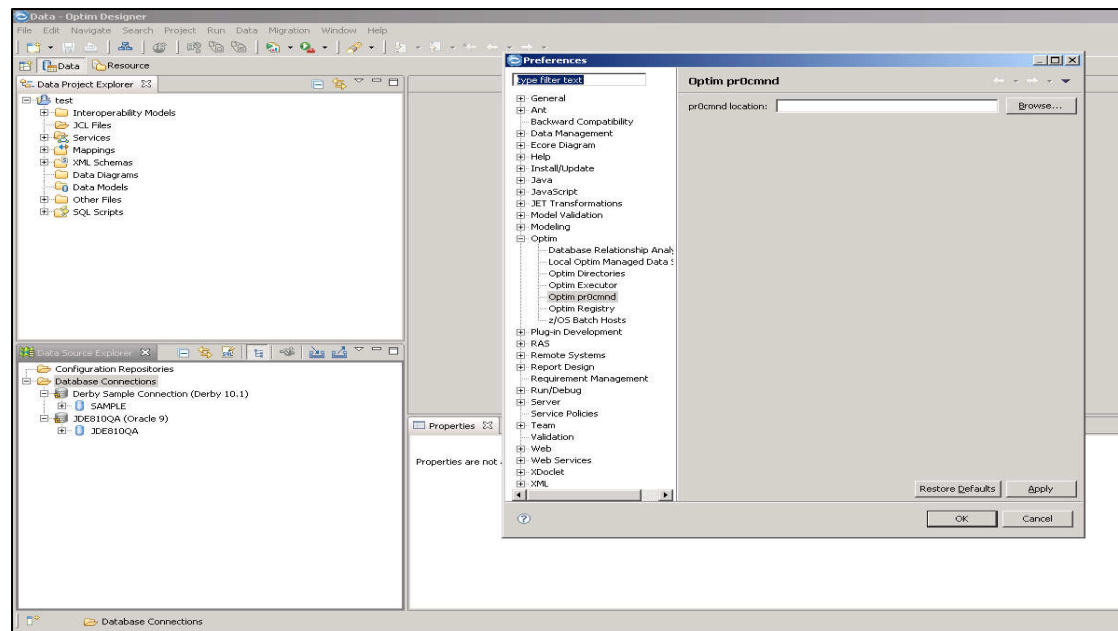 Data - Optim Designer
File Edit Navigate Search Project Run Data Migration Window Help
Data Resource
Data Project Explorer
test
Interoperability Models
JCL Files
Services
Mappings
XML Schemas
Data Diagrams
Data Models
Other Files
SQL Scripts
Data Source Explorer
Configuration Repositories
Database Connections
Derby Sample Connection (Derby 10.1)
SAMPLE
JDE810QA (Oracle 9)
JDE810QA
Properties
Properties are not
Preferences
type filter text
General
Ant
Backward Compatibility
Data Management
Ecore Diagram
Help
Install/Update
Java
JavaScript
JET Transformations
Model Validation
Modeling
Optim
Database Relationship Analy
Local Optim Managed Data S
Optim Directories
Optim Executor
Optim pr0cmnd
Optim Registry
z/OS Batch Hosts
Plug-in Development
RAS
Remote Systems
Report Design
Requirement Management
Run/Debug
Server
Service Policies
Team
Validation
Web
Web Services
XDoclet
XML
Optim pr0cmnd
pr0cmnd location: Browse...
Restore Defaults Apply
OK Cancel
Database Connections